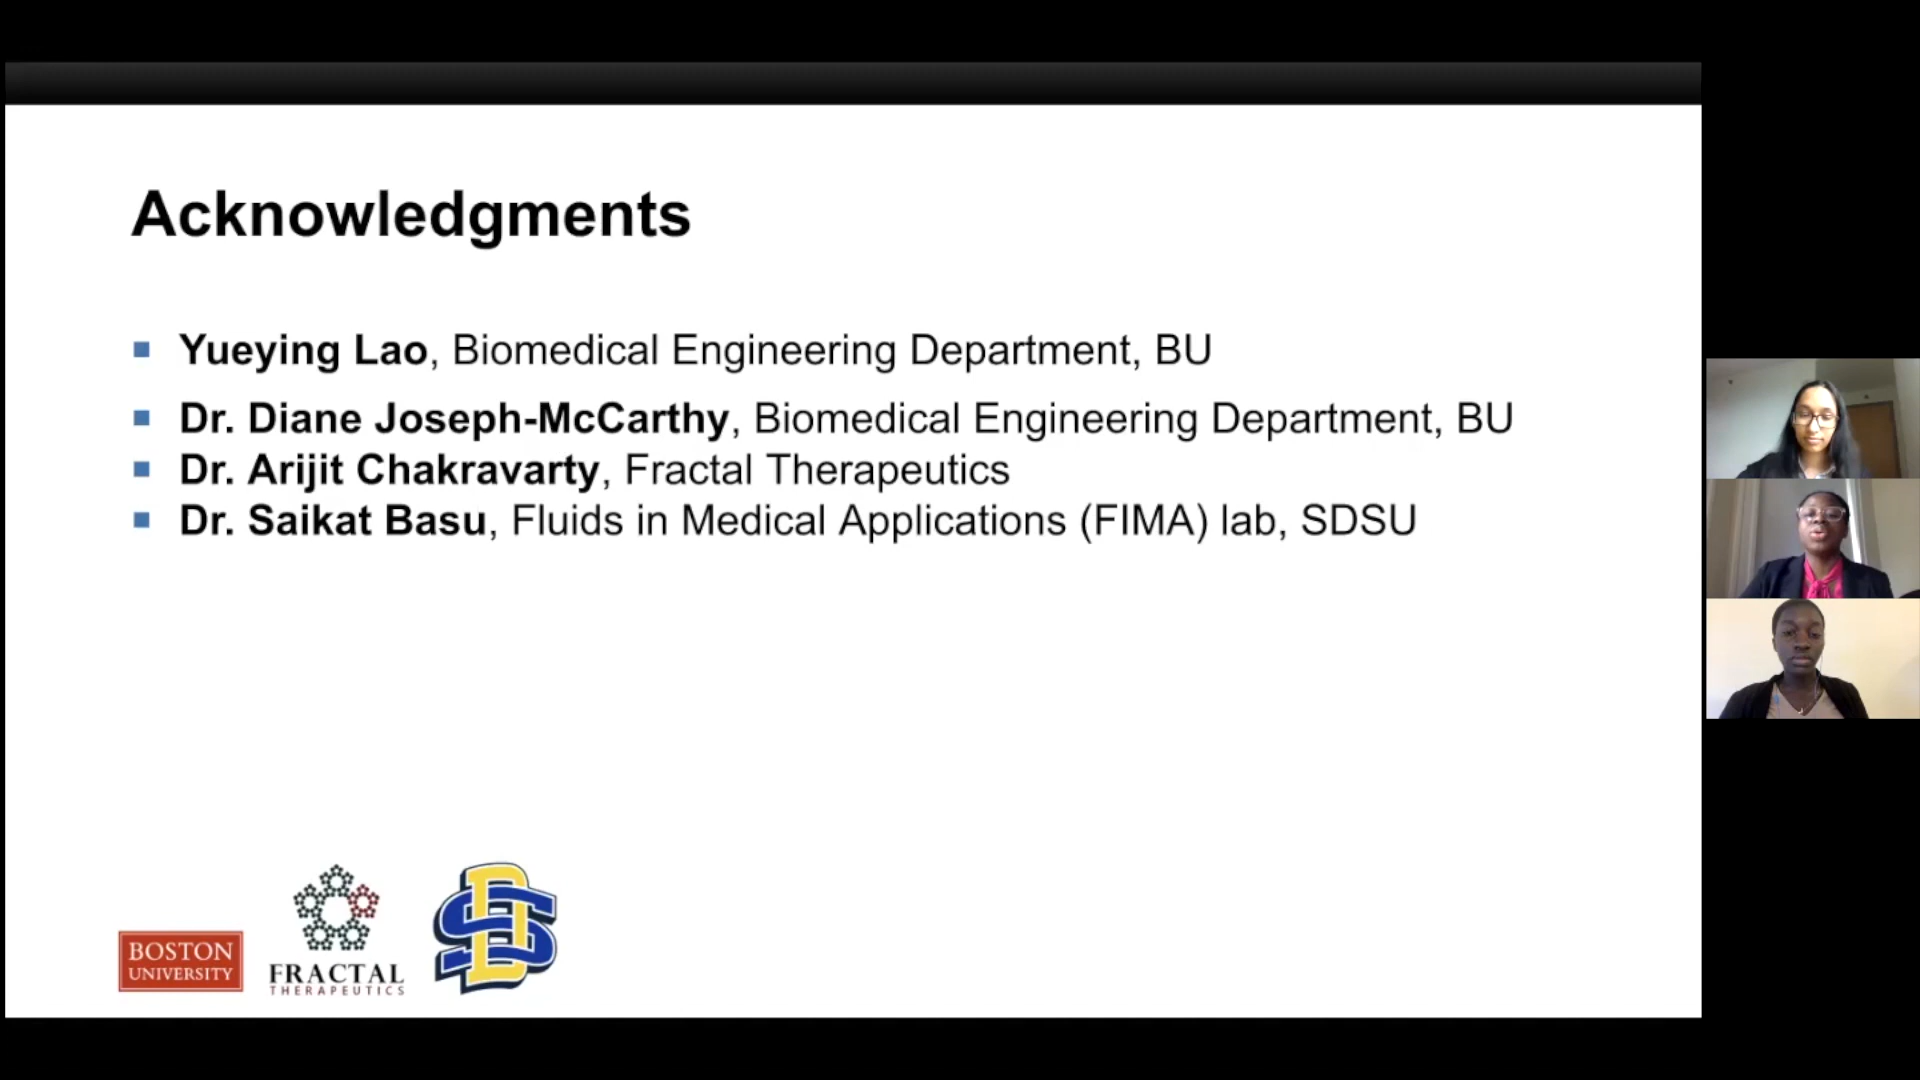 Acknowledgments
Yueying Lao, Biomedical Engineering Department, BU
Dr. Diane Joseph-McCarthy, Biomedical Engineering Department, BU
Dr. Arijit Chakravarty, Fractal Therapeutics
Dr. Saikat Basu, Fluids in Medical Applications (FIMA) lab, SDSU
BOSTON
UNIVERSITY
FRACTAL
THERAPEUTICS
SD